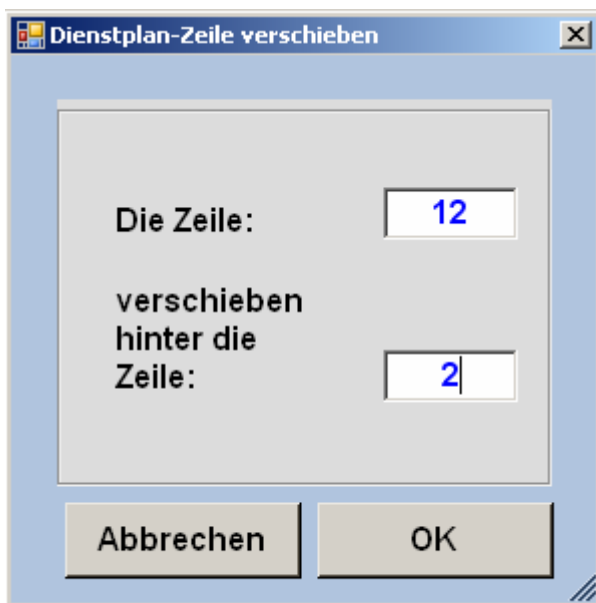 Dienstplan-Zeile verschieben
Die Zeile: 12
verschieben
hinter die
Zeile: 2
Abbrechen OK